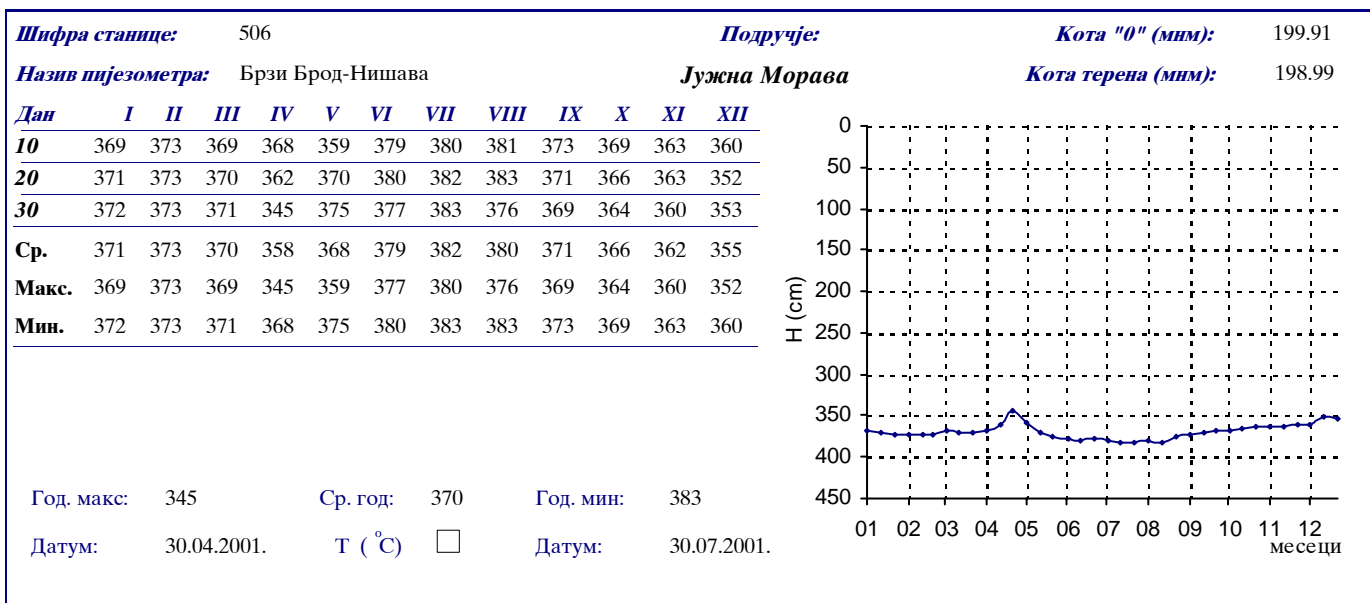 Шифра станице: 506 Подручје: Кота "0" (мнм): 199.91
Назив пијезометра: Брзи Брод-Нишава Јужна Морава Кота терена (мнм): 198.99
Дан I II III IV V VI VII VIII IX X XI XII
10 369 373 369 368 359 379 380 381 373 369 363 360
20 371 373 370 362 370 380 382 383 371 366 363 352
30 372 373 371 345 375 377 383 376 369 364 360 353
Ср. 371 373 370 358 368 379 382 380 371 366 362 355
Макс. 369 373 369 345 359 377 380 376 369 364 360 352
Мин. 372 373 371 368 375 380 383 383 373 369 363 360
Год. макс: 345 Ср. год: 370 Год. мин: 383
Датум: 30.04.2001. Т ( °С) Датум: 30.07.2001.
H (cm)
0
50
100
150
200
250
300
350
400
450
01 02 03 04 05 06 07 08 09 10 11 12
месеци